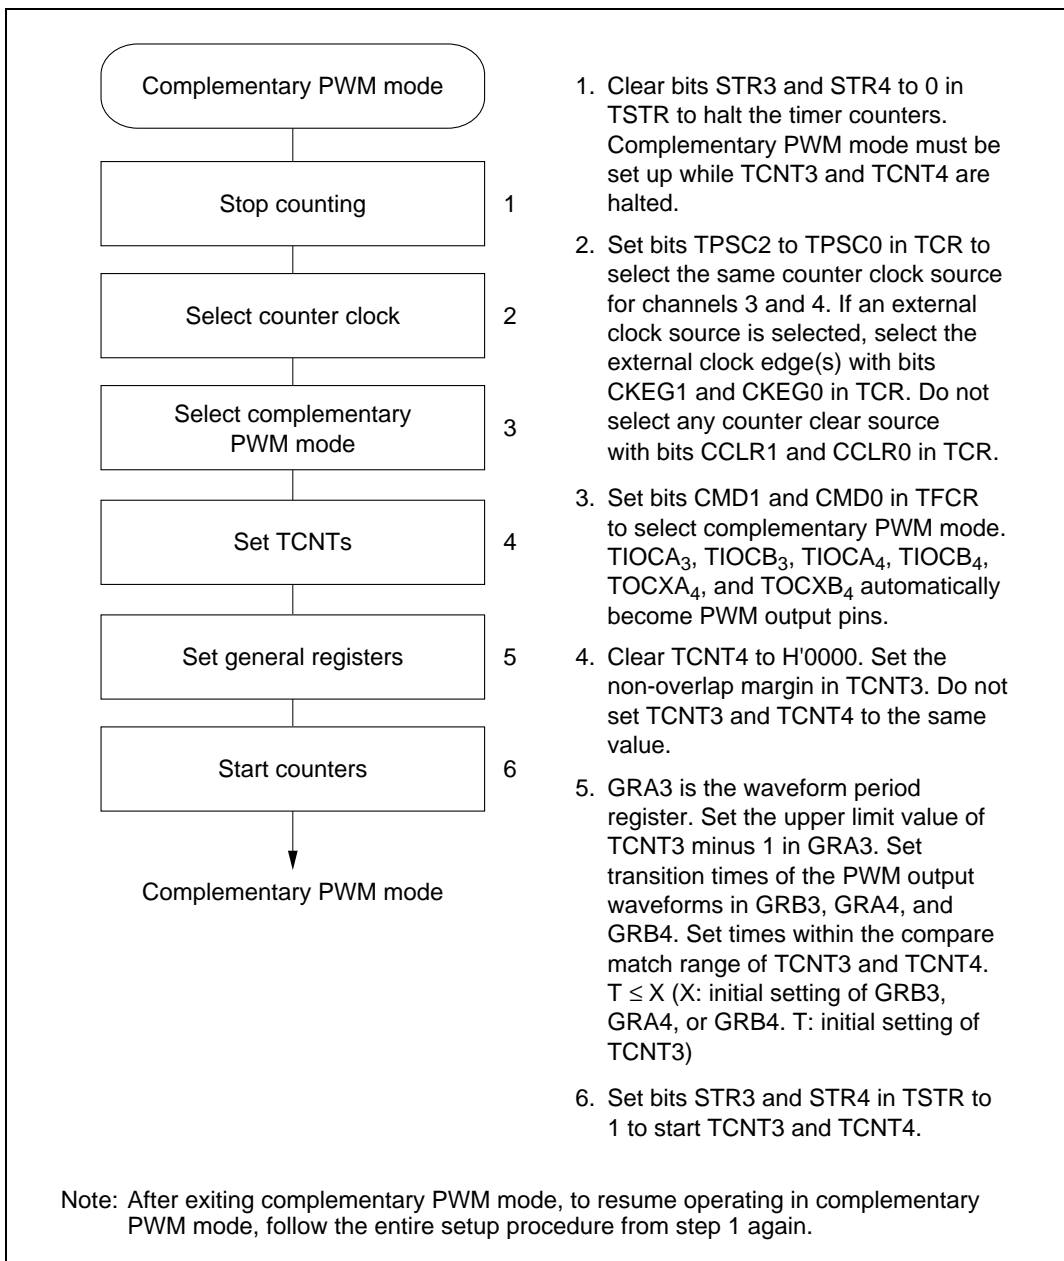 Complementary PWM mode
Stop counting
1
Select counter clock
2
Select complementary
PWM mode
3
Set TCNTs
4
Set general registers
5
Start counters
6
Complementary PWM mode
1. Clear bits STR3 and STR4 to 0 in
TSTR to halt the timer counters.
Complementary PWM mode must be
set up while TCNT3 and TCNT4 are
halted.
2. Set bits TPSC2 to TPSC0 in TCR to
select the same counter clock source
for channels 3 and 4. If an external
clock source is selected, select the
external clock edge(s) with bits
CKEG1 and CKEG0 in TCR. Do not
select any counter clear source
with bits CCLR1 and CCLR0 in TCR.
3. Set bits CMD1 and CMD0 in TFCR
to select complementary PWM mode.
TIOCA₃, TIOCB₃, TIOCA₄, TIOCB₄,
TOCXA₄, and TOCXB₄ automatically
become PWM output pins.
4. Clear TCNT4 to H'0000. Set the
non-overlap margin in TCNT3. Do not
set TCNT3 and TCNT4 to the same
value.
5. GRA3 is the waveform period
register. Set the upper limit value of
TCNT3 minus 1 in GRA3. Set
transition times of the PWM output
waveforms in GRB3, GRA4, and
GRB4. Set times within the compare
match range of TCNT3 and TCNT4.
T ≤ X (X: initial setting of GRB3,
GRA4, or GRB4. T: initial setting of
TCNT3)
6. Set bits STR3 and STR4 in TSTR to
1 to start TCNT3 and TCNT4.
Note: After exiting complementary PWM mode, to resume operating in complementary
PWM mode, follow the entire setup procedure from step 1 again.